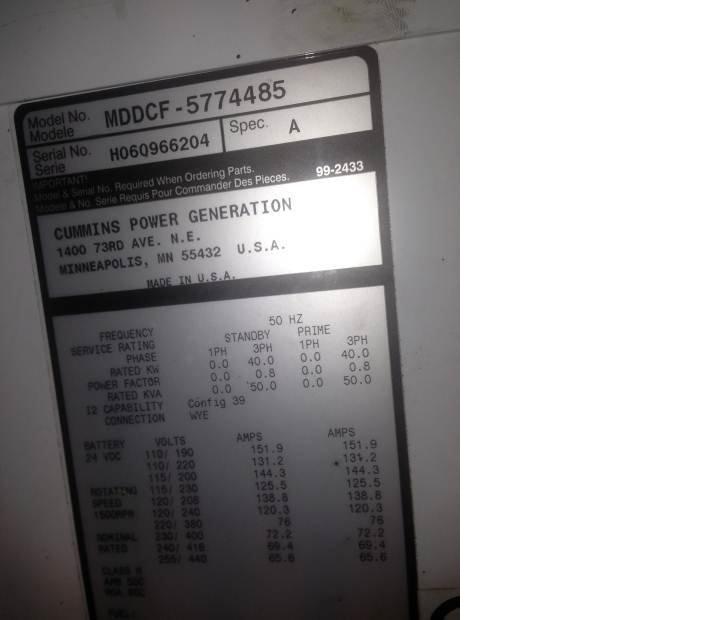 Model No. MDDCF-5774485
Modele
Serial No. H060966204 Spec. A
Serie
IMPORTANT!
Model & Serial No. Required When Ordering Parts.
Modele & No. Serie Requis Pour Commander Des Pieces. 99-2433
CUMMINS POWER GENERATION
1400 73RD AVE. N.E.
MINNEAPOLIS, MN 55432 U.S.A.
MADE IN U.S.A.
FREQUENCY 50 HZ
SERVICE RATING STANDBY PRIME
PHASE 1PH 3PH 1PH 3PH
RATED KW 0.0 40.0 0.0 40.0
POWER FACTOR 0.0 0.8 0.0 0.8
RATED KVA 0.0 50.0 0.0 50.0
I2 CAPABILITY Config 39
CONNECTION WYE
BATTERY VOLTS AMPS AMPS
24 VDC 110/ 190 151.9 151.9
110/ 220 131.2 131.2
115/ 200 144.3 144.3
ROTATING 115/ 230 125.5 125.5
SPEED 120/ 208 138.8 138.8
1500RPM 120/ 240 120.3 120.3
220/ 380 76 76
NOMINAL 230/ 400 72.2 72.2
RATED 240/ 416 69.4 69.4
255/ 440 65.6 65.6
CLASS H
FUEL: